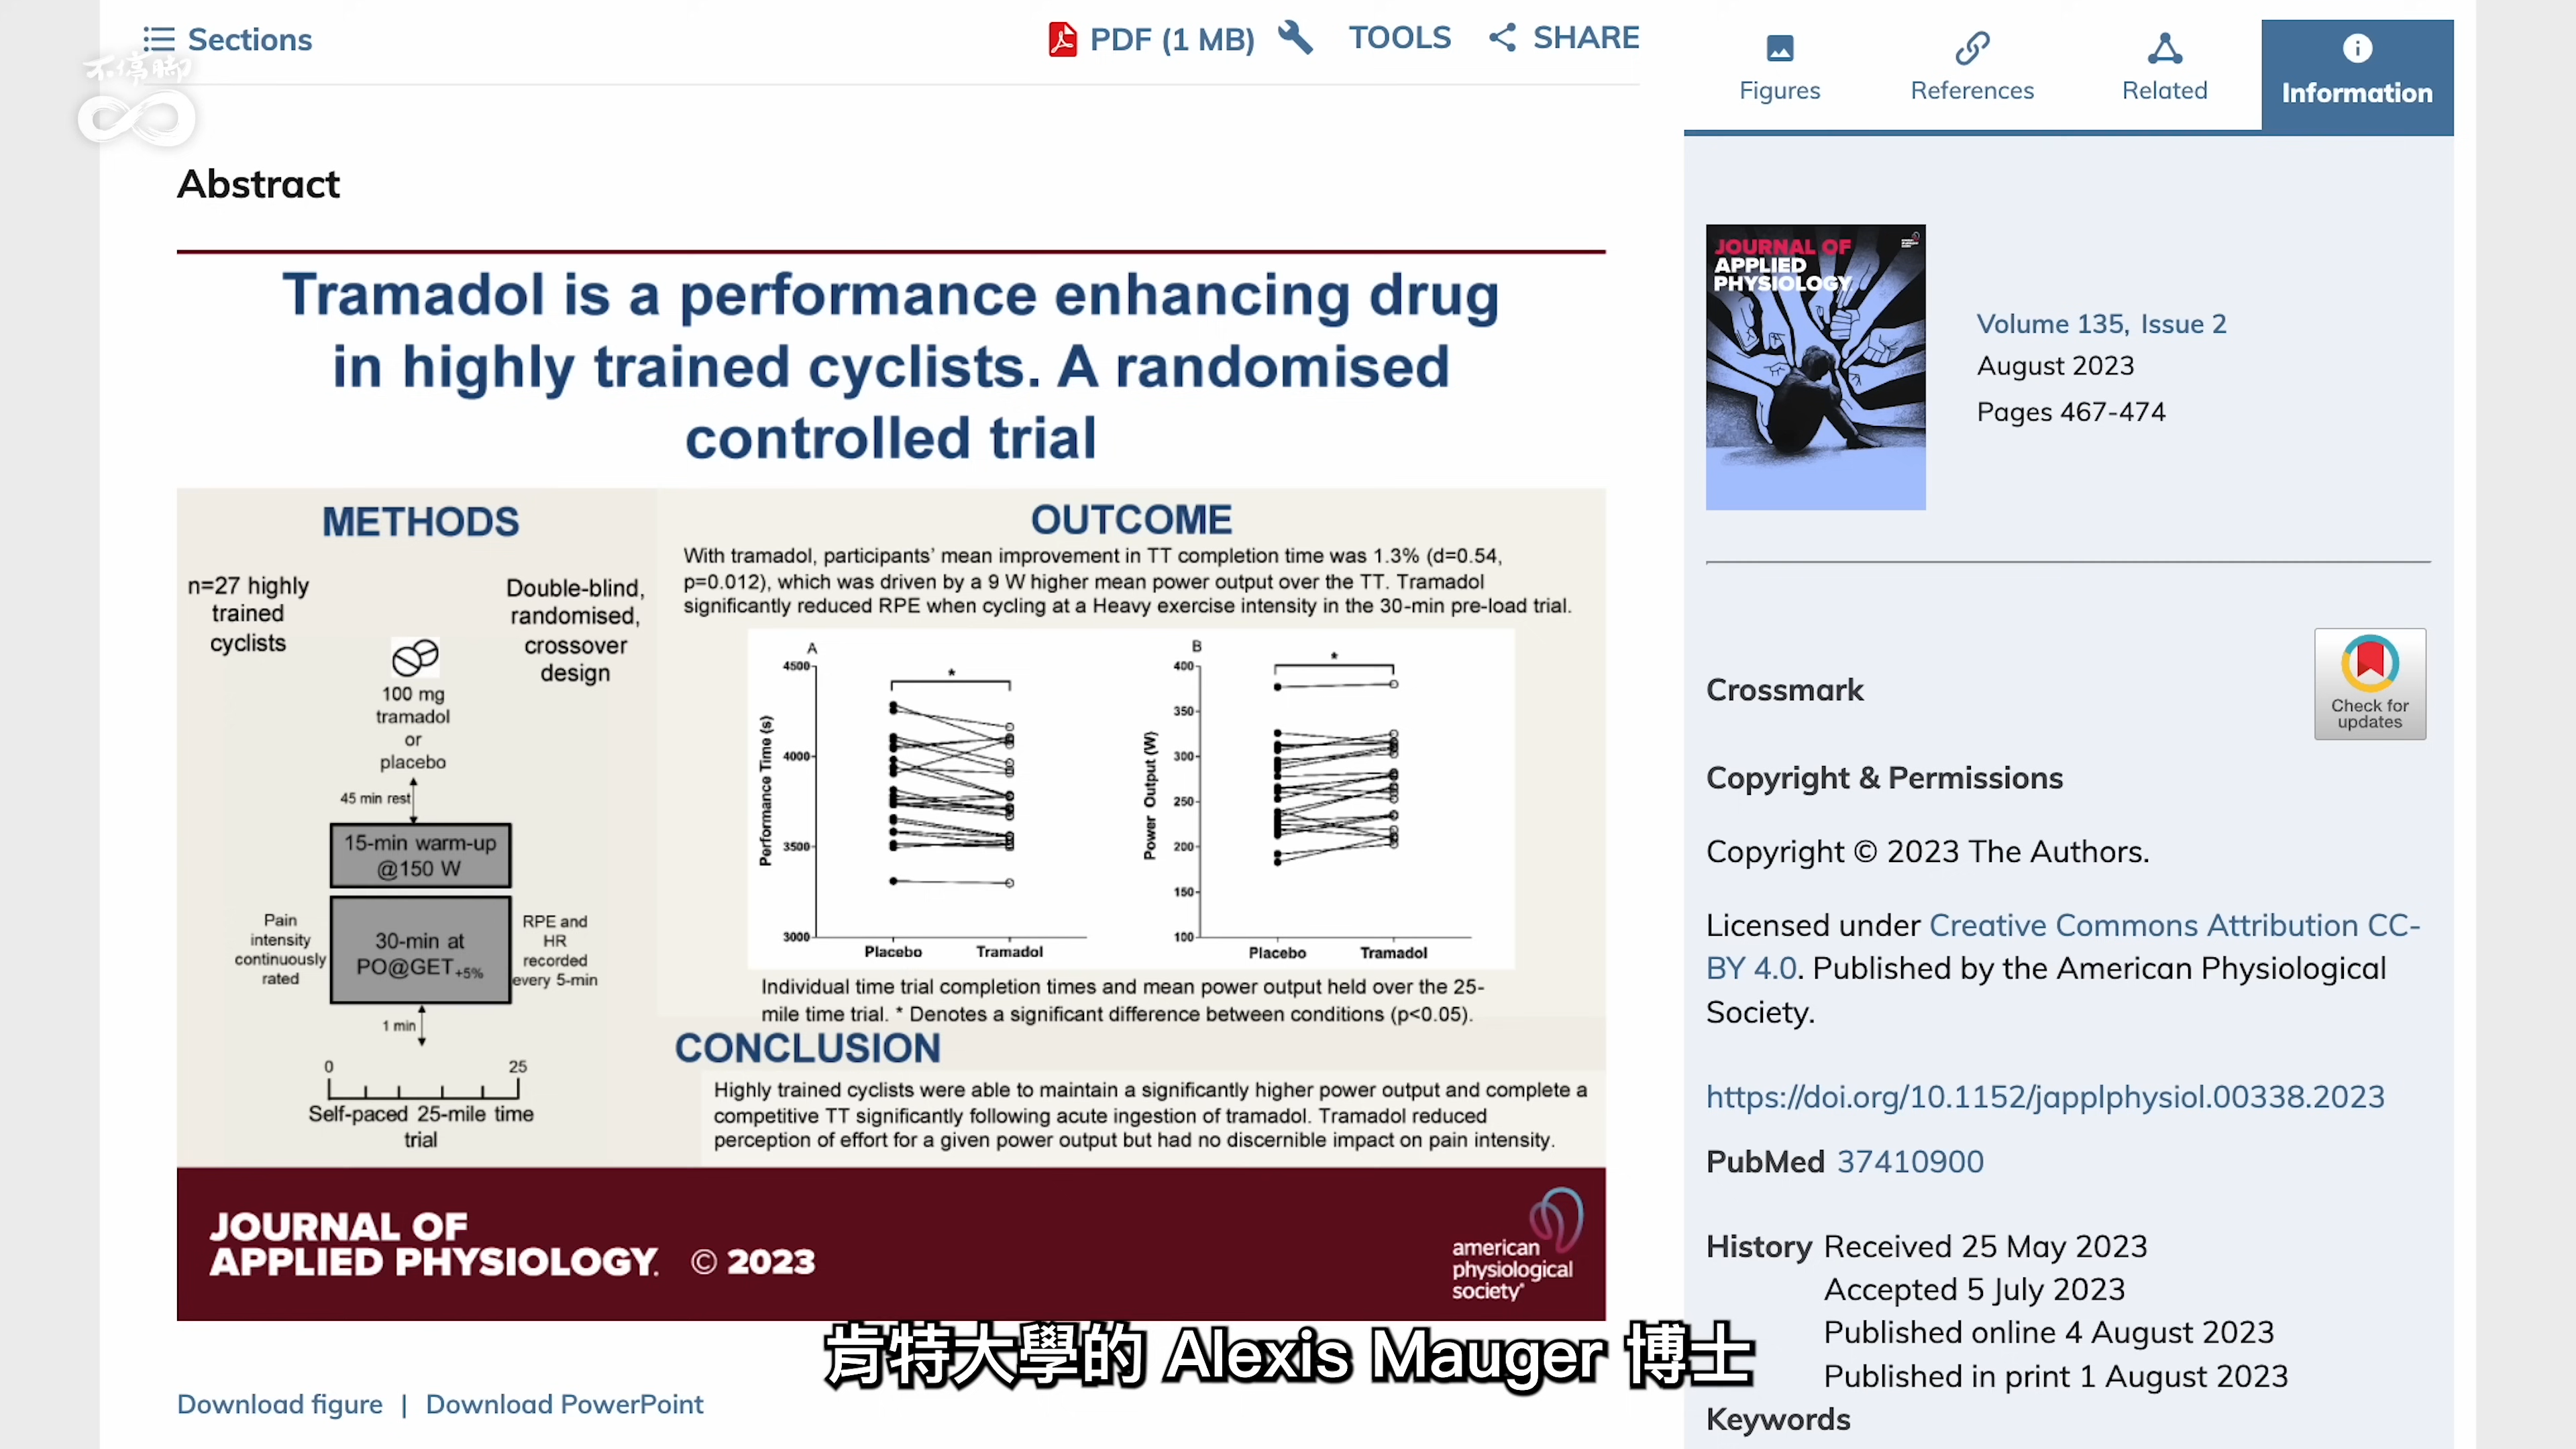 Sections
PDF (1 MB)
TOOLS
SHARE
不停脚
Abstract
Tramadol is a performance enhancing drug
in highly trained cyclists. A randomised
controlled trial
METHODS
n=27 highly
trained
cyclists
Double-blind,
randomised,
crossover
design
100 mg
tramadol
or
placebo
45 min rest
15-min warm-up
@150 W
Pain
intensity
continuously
rated
30-min at
PO@GET+5%
RPE and
HR
recorded
every 5-min
1 min
0
25
Self-paced 25-mile time
trial
OUTCOME
With tramadol, participants' mean improvement in TT completion time was 1.3% (d=0.54,
p=0.012), which was driven by a 9 W higher mean power output over the TT. Tramadol
significantly reduced RPE when cycling at a Heavy exercise intensity in the 30-min pre-load trial.
A
*
4500
4000
3500
3000
Performance Time (s)
Placebo
Tramadol
B
*
400
350
300
250
200
150
100
Power Output (W)
Placebo
Tramadol
Individual time trial completion times and mean power output held over the 25-
mile time trial. * Denotes a significant difference between conditions (p<0.05).
CONCLUSION
Highly trained cyclists were able to maintain a significantly higher power output and complete a
competitive TT significantly following acute ingestion of tramadol. Tramadol reduced
perception of effort for a given power output but had no discernible impact on pain intensity.
JOURNAL OF
APPLIED PHYSIOLOGY.
© 2023
american
physiological
society
肯特大學的 Alexis Mauger 博士
Download figure | Download PowerPoint
Figures
References
Related
Information
JOURNAL OF
APPLIED
PHYSIOLOGY
Volume 135, Issue 2
August 2023
Pages 467-474
Crossmark
Check for
updates
Copyright & Permissions
Copyright © 2023 The Authors.
Licensed under Creative Commons Attribution CC-
BY 4.0. Published by the American Physiological
Society.
https://doi.org/10.1152/japplphysiol.00338.2023
PubMed 37410900
History Received 25 May 2023
Accepted 5 July 2023
Published online 4 August 2023
Published in print 1 August 2023
Keywords